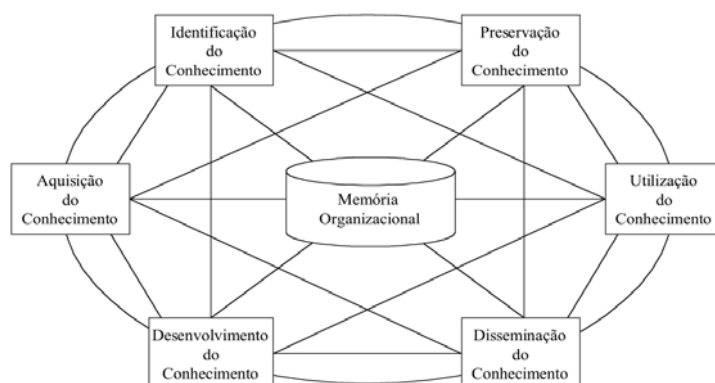 Identificação
do
Conhecimento
Preservação
do
Conhecimento
Aquisição
do
Conhecimento
Memória
Organizacional
Utilização
do
Conhecimento
Desenvolvimento
do
Conhecimento
Disseminação
do
Conhecimento